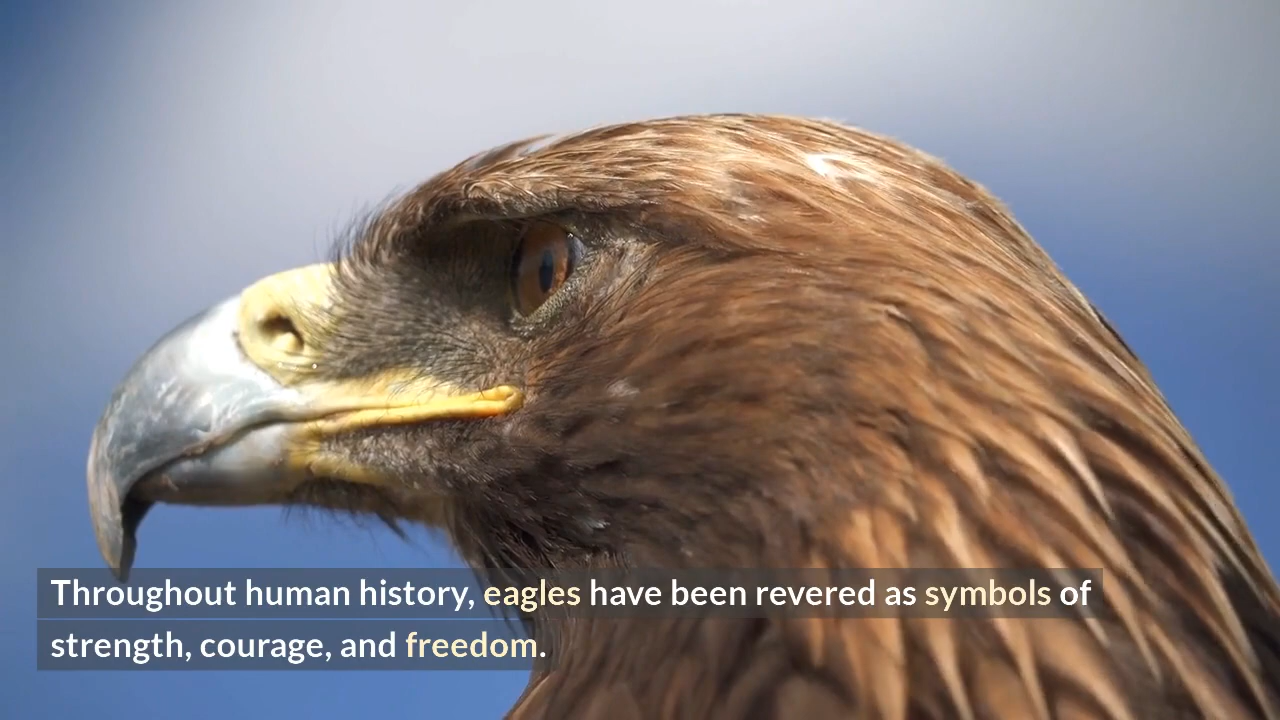 Throughout human history, eagles have been revered as symbols of
strength, courage, and freedom.